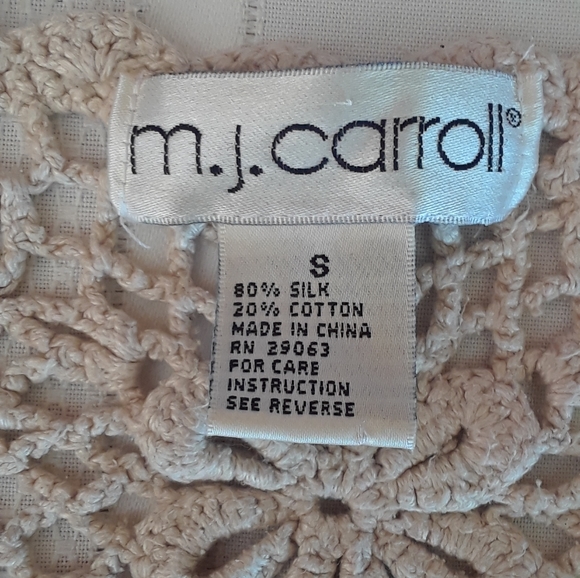 m.j.carroll®
S
80% SILK
20% COTTON
MADE IN CHINA
RN 29063
FOR CARE
INSTRUCTION
SEE REVERSE